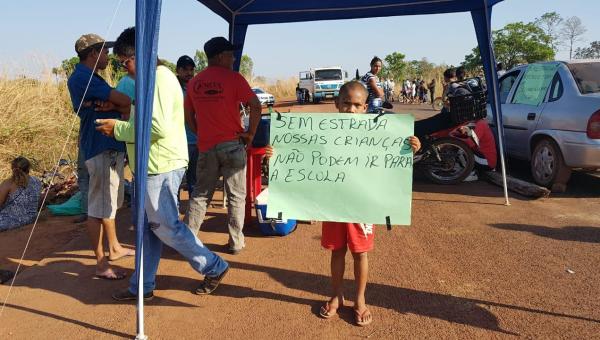 SEM ESTRADA
NOSSAS CRIANÇAS
NÃO PODEM IR PARA
A ESCOLA